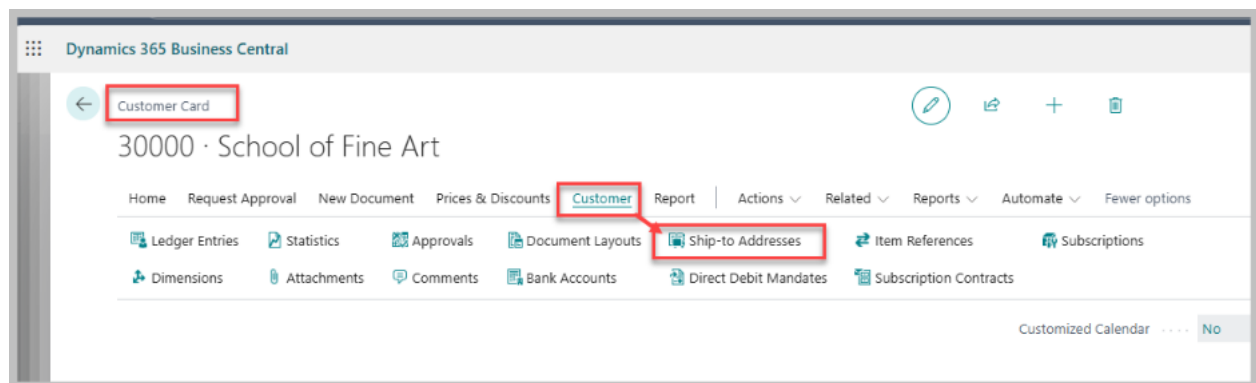 Dynamics 365 Business Central
Customer Card
30000 · School of Fine Art
Home Request Approval New Document Prices & Discounts Customer Report Actions Related Reports Automate Fewer options
Ledger Entries Statistics Approvals Document Layouts Ship-to Addresses Item References Subscriptions
Dimensions Attachments Comments Bank Accounts Direct Debit Mandates Subscription Contracts
Customized Calendar ···· No